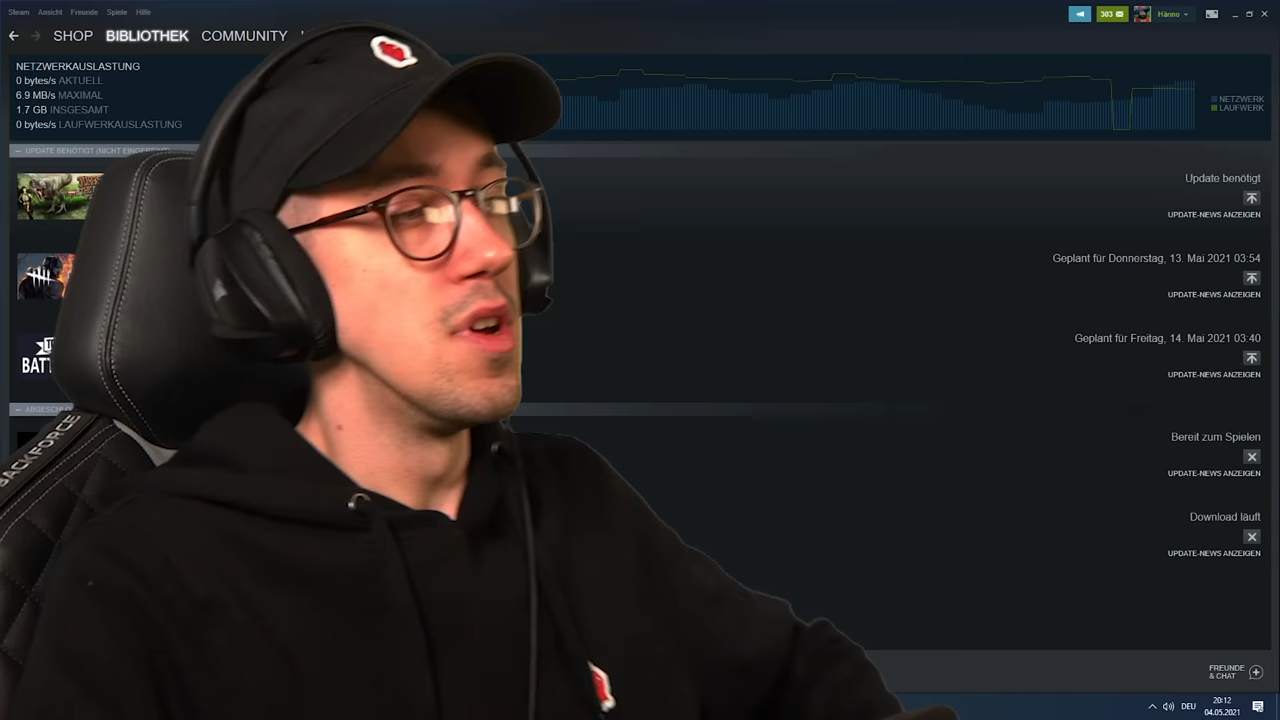 Steam Ansicht Freunde Spiele Hilfe
303
Hänno
SHOP BIBLIOTHEK COMMUNITY
NETZWERKAUSLASTUNG
0 bytes/s AKTUELL
6.9 MB/s MAXIMAL
1.7 GB INSGESAMT
0 bytes/s LAUFWERKAUSLASTUNG
NETZWERK
LAUFWERK
UPDATE BENÖTIGT
Update benötigt
UPDATE-NEWS ANZEIGEN
Geplant für Donnerstag, 13. Mai 2021 03:54
UPDATE-NEWS ANZEIGEN
Geplant für Freitag, 14. Mai 2021 03:40
UPDATE-NEWS ANZEIGEN
Bereit zum Spielen
UPDATE-NEWS ANZEIGEN
Download läuft
UPDATE-NEWS ANZEIGEN
BACKFORCE
FREUNDE
& CHAT
DEU
20:12
04.05.2021